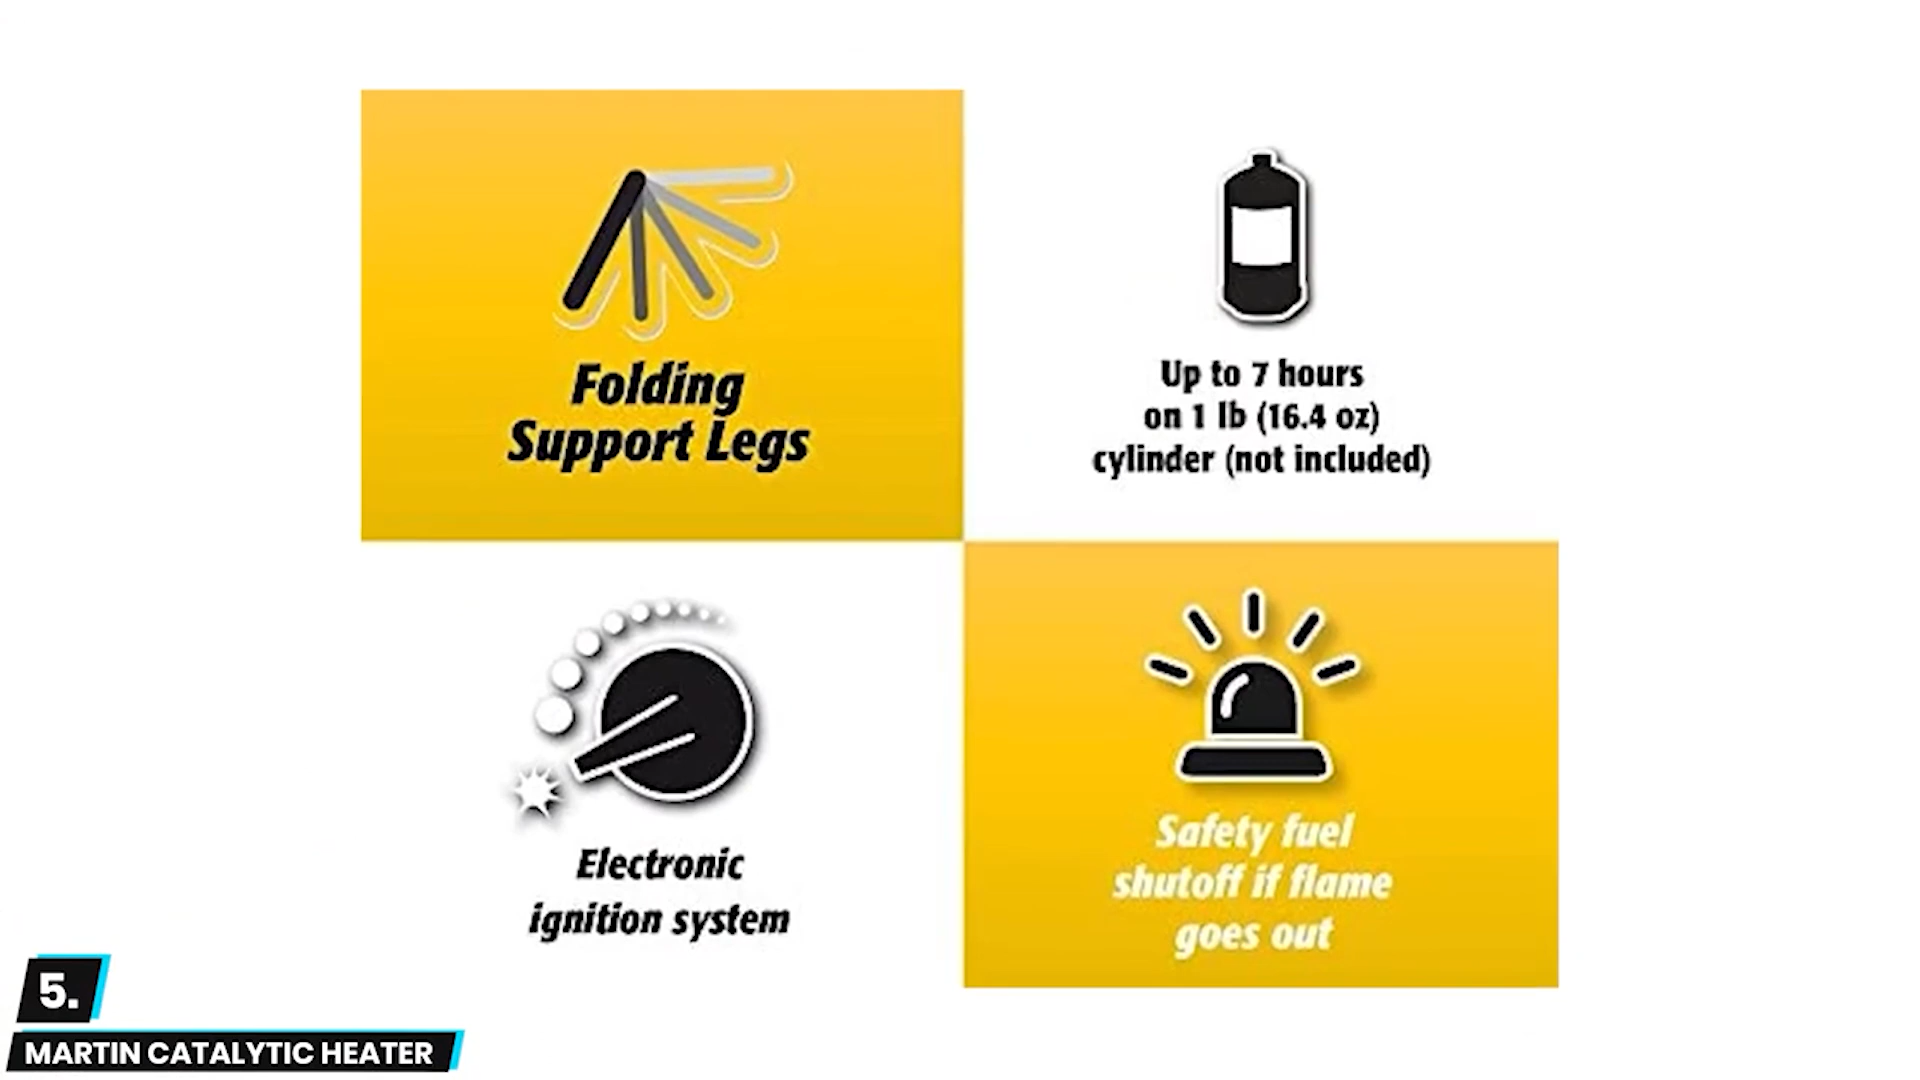 Folding
Support Legs
Up to 7 hours
on 1 lb (16.4 oz)
cylinder (not included)
Electronic
ignition system
Safety fuel
shutoff if flame
goes out
5.
MARTIN CATALYTIC HEATER